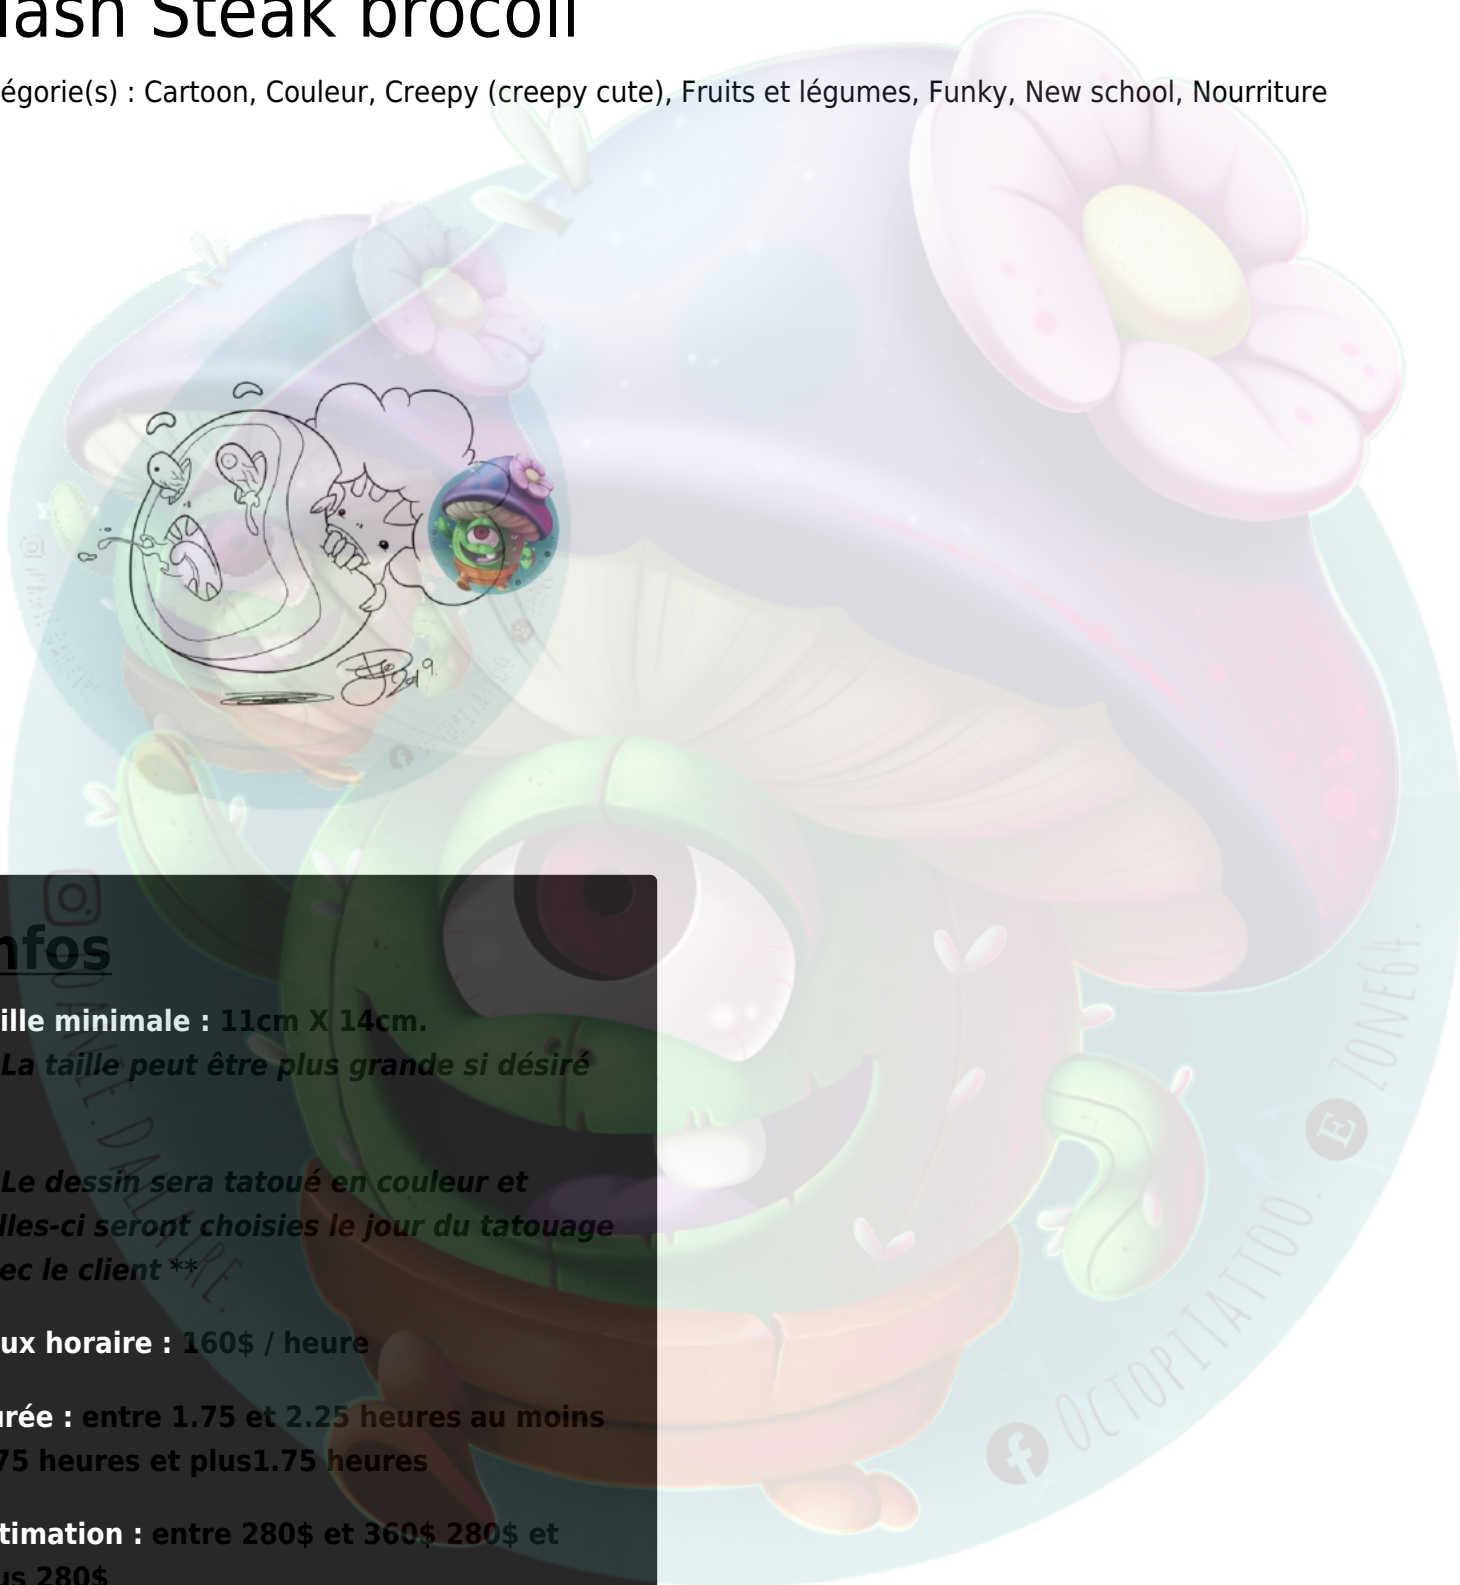 lash Steak brocoli
égorie(s) : Cartoon, Couleur, Creepy (creepy cute), Fruits et légumes, Funky, New school, Nourriture
2019.
nfos
ille minimale : 11cm X 14cm.
La taille peut être plus grande si désiré
Le dessin sera tatoué en couleur et
lles-ci seront choisies le jour du tatouage
ec le client **
ux horaire : 160$ / heure
rée : entre 1.75 et 2.25 heures au moins
75 heures et plus1.75 heures
timation : entre 280$ et 360$ 280$ et
us 280$
DALLAIRE.
OCTOPITATTOO.
E ZONE64.